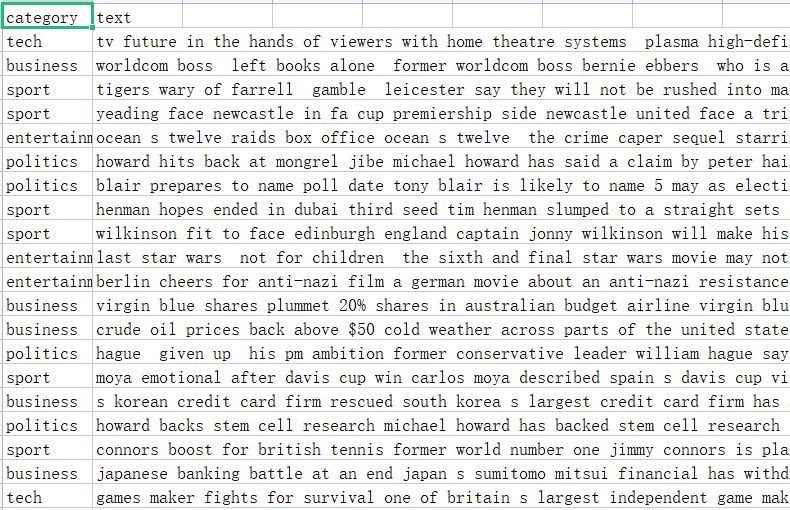 category text
tech tv future in the hands of viewers with home theatre systems plasma high-defi
business worldcom boss left books alone former worldcom boss bernie ebbers who is a
sport tigers wary of farrell gamble leicester say they will not be rushed into ma
sport yeading face newcastle in fa cup premiership side newcastle united face a tri
entertainm ocean s twelve raids box office ocean s twelve the crime caper sequel starri
politics howard hits back at mongrel jibe michael howard has said a claim by peter hai
politics blair prepares to name poll date tony blair is likely to name 5 may as electi
sport henman hopes ended in dubai third seed tim henman slumped to a straight sets
sport wilkinson fit to face edinburgh england captain jonny wilkinson will make his
entertainm last star wars not for children the sixth and final star wars movie may not
entertainm berlin cheers for anti-nazi film a german movie about an anti-nazi resistance
business virgin blue shares plummet 20% shares in australian budget airline virgin blu
business crude oil prices back above $50 cold weather across parts of the united state
politics hague given up his pm ambition former conservative leader william hague say
sport moya emotional after davis cup win carlos moya described spain s davis cup vi
business s korean credit card firm rescued south korea s largest credit card firm has
politics howard backs stem cell research michael howard has backed stem cell research
sport connors boost for british tennis former world number one jimmy connors is pla
business japanese banking battle at an end japan s sumitomo mitsui financial has withd
tech games maker fights for survival one of britain s largest independent game mak